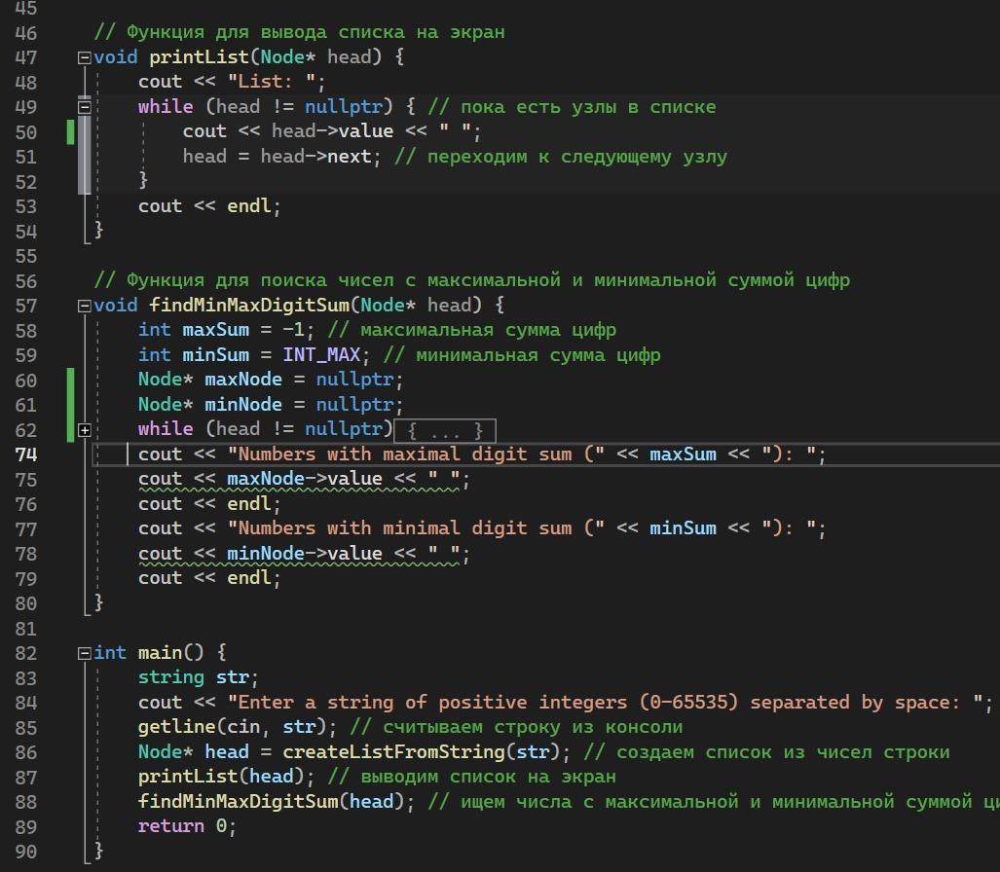 45
46 // Функция для вывода списка на экран
47 void printList(Node* head) {
48 cout << "List: ";
49 while (head != nullptr) { // пока есть узлы в списке
50 cout << head->value << " ";
51 head = head->next; // переходим к следующему узлу
52 }
53 cout << endl;
54 }
55
56 // Функция для поиска чисел с максимальной и минимальной суммой цифр
57 void findMinMaxDigitSum(Node* head) {
58 int maxSum = -1; // максимальная сумма цифр
59 int minSum = INT_MAX; // минимальная сумма цифр
60 Node* maxNode = nullptr;
61 Node* minNode = nullptr;
62 while (head != nullptr) { ... }
74 cout << "Numbers with maximal digit sum (" << maxSum << "): ";
75 cout << maxNode->value << " ";
76 cout << endl;
77 cout << "Numbers with minimal digit sum (" << minSum << "): ";
78 cout << minNode->value << " ";
79 cout << endl;
80 }
81
82 int main() {
83 string str;
84 cout << "Enter a string of positive integers (0-65535) separated by space: ";
85 getline(cin, str); // считываем строку из консоли
86 Node* head = createListFromString(str); // создаем список из чисел строки
87 printList(head); // выводим список на экран
88 findMinMaxDigitSum(head); // ищем числа с максимальной и минимальной суммой
89 return 0;
90 }